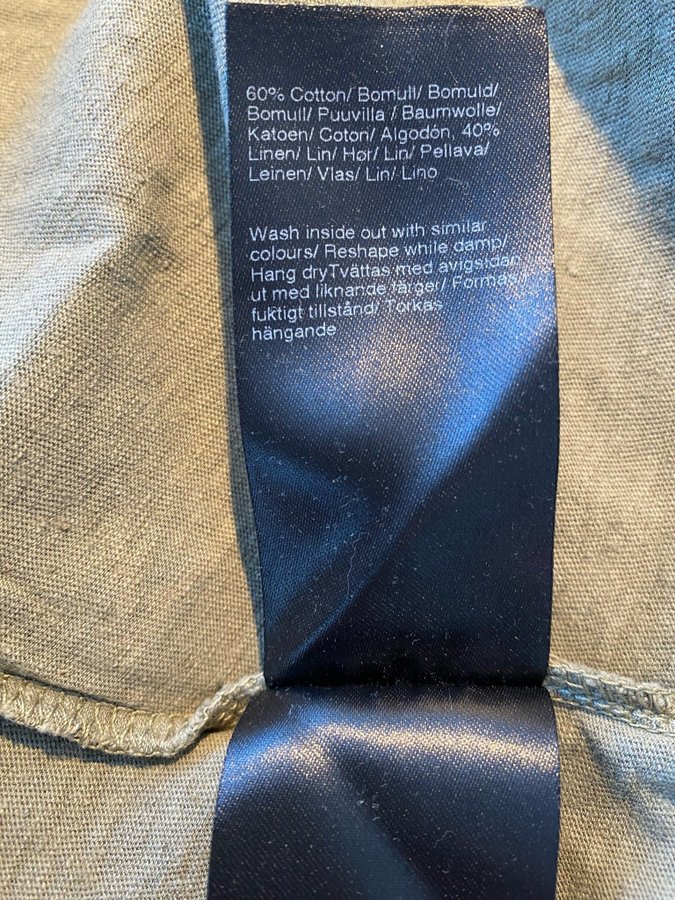 60% Cotton/ Bomull/ Bomuld/
Bomull/ Puuvilla / Baumwolle/
Katoen/ Coton/ Algodón, 40%
Linen/ Lin/ Hør/ Lin/ Pellava/
Leinen/ Vlas/ Lin/ Lino
Wash inside out with similar
colours/ Reshape while damp/
Hang dryTvättas med avigsidan
ut med liknande färger/ Formas/
fuktigt tillstånd/ Torkas
hängande